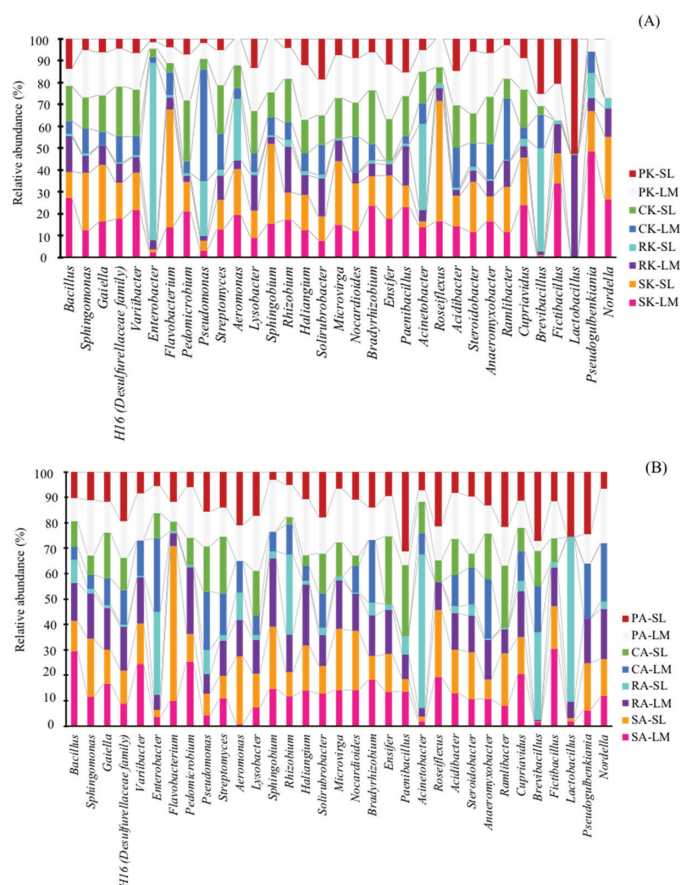 (A)
Relative abundance (%)
100
90
80
70
60
50
40
30
20
10
0
PK-SL
PK-LM
CK-SL
CK-LM
RK-SL
RK-LM
SK-SL
SK-LM
Bacillus
Sphingomonas
Gaiella
H16 (Desulfurellaceae family)
Varibacter
Enterobacter
Flavobacterium
Pedomicrobium
Pseudomonas
Streptomyces
Aeromonas
Lysobacter
Sphingobium
Rhizobium
Haliangium
Solirubrobacter
Microvirga
Nocardioides
Bradyrhizobium
Ensifer
Paenibacillus
Acinetobacter
Roseiflexus
Acidibacter
Steroidobacter
Anaeromyxobacter
Ramlibacter
Cupriavidus
Brevibacillus
Fictibacillus
Lactobacillus
Pseudogulbenkiania
Nordella
(B)
Relative abundance (%)
100
90
80
70
60
50
40
30
20
10
0
PA-SL
PA-LM
CA-SL
CA-LM
RA-SL
RA-LM
SA-SL
SA-LM
Bacillus
Sphingomonas
Gaiella
H16 (Desulfurellaceae family)
Variibacter
Enterobacter
Flavobacterium
Pedomicrobium
Pseudomonas
Streptomyces
Aeromonas
Lysobacter
Sphingobium
Rhizobium
Haliangium
Solirubrobacter
Microvirga
Nocardioides
Bradyrhizobium
Ensifer
Paenibacillus
Acinetobacter
Roseiflexus
Acidibacter
Steroidobacter
Anaeromyxobacter
Ramlibacter
Cupriavidus
Brevibacillus
Fictibacillus
Lactobacillus
Pseudogulbenkiania
Nordella